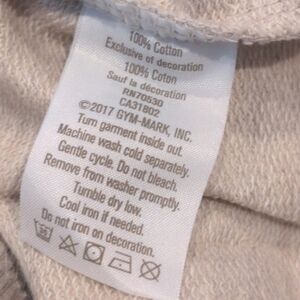 100% Cotton
Exclusive of decoration
100% Coton
Sauf la décoration
RN70530
CA31802
©2017 GYM-MARK, INC.
Turn garment inside out.
Machine wash cold separately.
Gentle cycle. Do not bleach.
Remove from washer promptly.
Tumble dry low.
Cool iron if needed.
Do not iron on decoration.